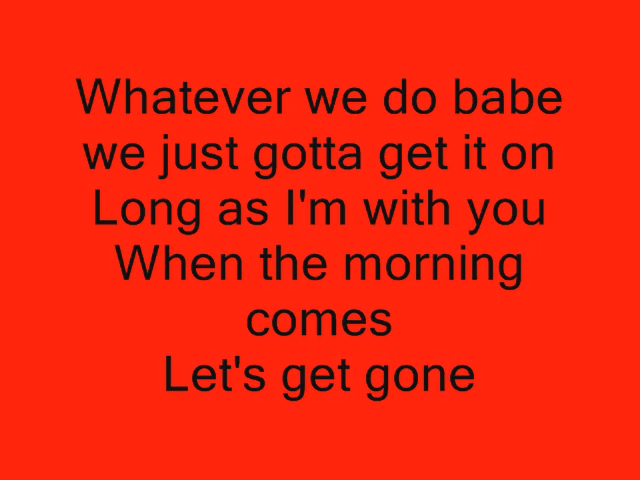 Whatever we do babe
we just gotta get it on
Long as I'm with you
When the morning
comes
Let's get gone